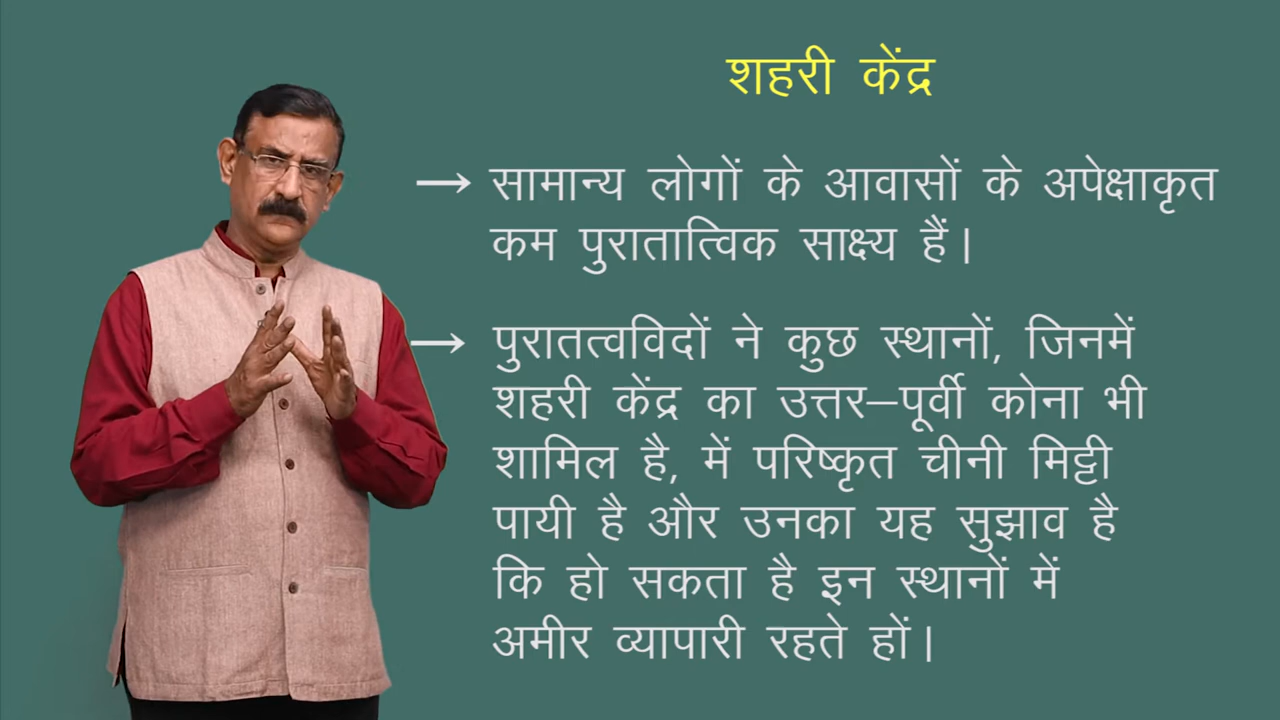 शहरी केंद्र
→ सामान्य लोगों के आवासों के अपेक्षाकृत
कम पुरातात्विक साक्ष्य हैं।
→ पुरातत्वविदों ने कुछ स्थानों, जिनमें
शहरी केंद्र का उत्तर–पूर्वी कोना भी
शामिल है, में परिष्कृत चीनी मिट्टी
पायी है और उनका यह सुझाव है
कि हो सकता है इन स्थानों में
अमीर व्यापारी रहते हों।